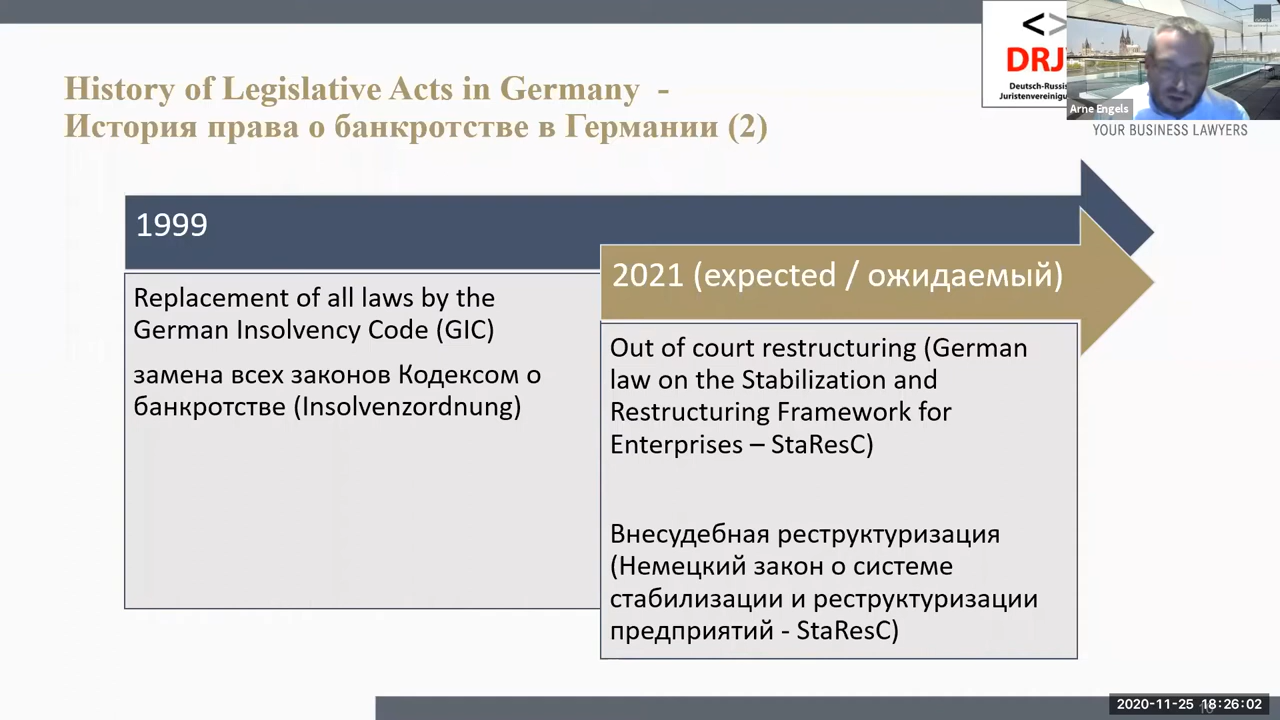 History of Legislative Acts in Germany -
История права о банкротстве в Германии (2)
DRJ
Deutsch-Russis
Juristenvereinigu
Arne Engels
YOUR BUSINESS LAWYERS
1999
Replacement of all laws by the
German Insolvency Code (GIC)
замена всех законов Кодексом о
банкротстве (Insolvenzordnung)
2021 (expected / ожидаемый)
Out of court restructuring (German
law on the Stabilization and
Restructuring Framework for
Enterprises – StaResC)
Внесудебная реструктуризация
(Немецкий закон о системе
стабилизации и реструктуризации
предприятий - StaResC)
2020-11-25 18:26:02